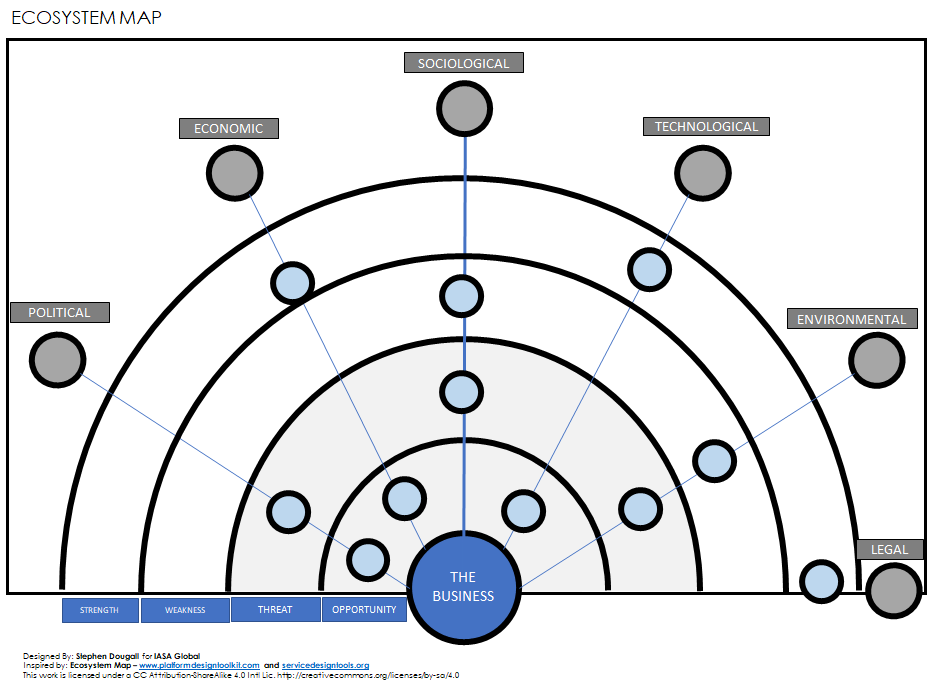 ECOSYSTEM MAP
SOCIOLOGICAL
ECONOMIC
TECHNOLOGICAL
POLITICAL
ENVIRONMENTAL
LEGAL
THE
BUSINESS
STRENGTH
WEAKNESS
THREAT
OPPORTUNITY
Designed By: Stephen Dougall for IASA Global
Inspired by: Ecosystem Map – www.platformdesigntoolkit.com and servicedesigntools.org
This work is licensed under a CC Attribution-ShareAlike 4.0 Intl Lic. http://creativecommons.org/licenses/by-sa/4.0